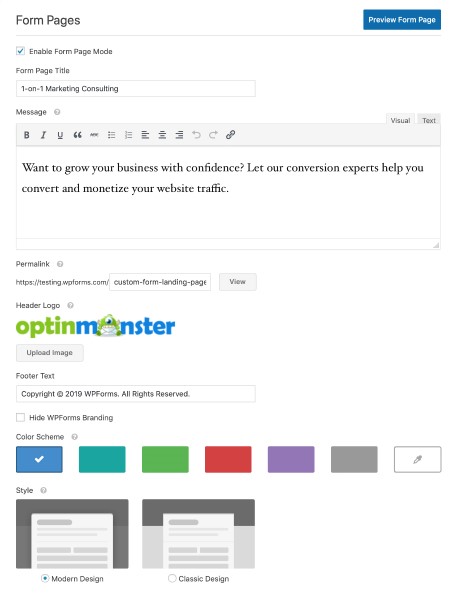 Form Pages
Preview Form Page
Enable Form Page Mode
Form Page Title
1-on-1 Marketing Consulting
Message
Visual Text
B I U
Want to grow your business with confidence? Let our conversion experts help you
convert and monetize your website traffic.
Permalink
https://testing.wpforms.com/ custom-form-landing-page View
Header Logo
optinmonster
Upload Image
Footer Text
Copyright © 2019 WPForms. All Rights Reserved.
Hide WPForms Branding
Color Scheme
Style
Modern Design Classic Design